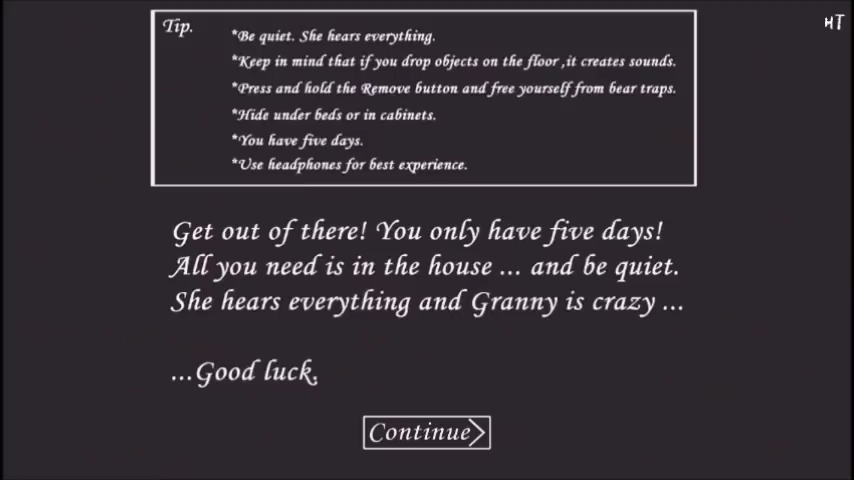 Tip.
*Be quiet. She hears everything.
*Keep in mind that if you drop objects on the floor ,it creates sounds.
*Press and hold the Remove button and free yourself from bear traps.
*Hide under beds or in cabinets.
*You have five days.
*Use headphones for best experience.
HT
Get out of there! You only have five days!
All you need is in the house ... and be quiet.
She hears everything and Granny is crazy ...
...Good luck.
Continue>